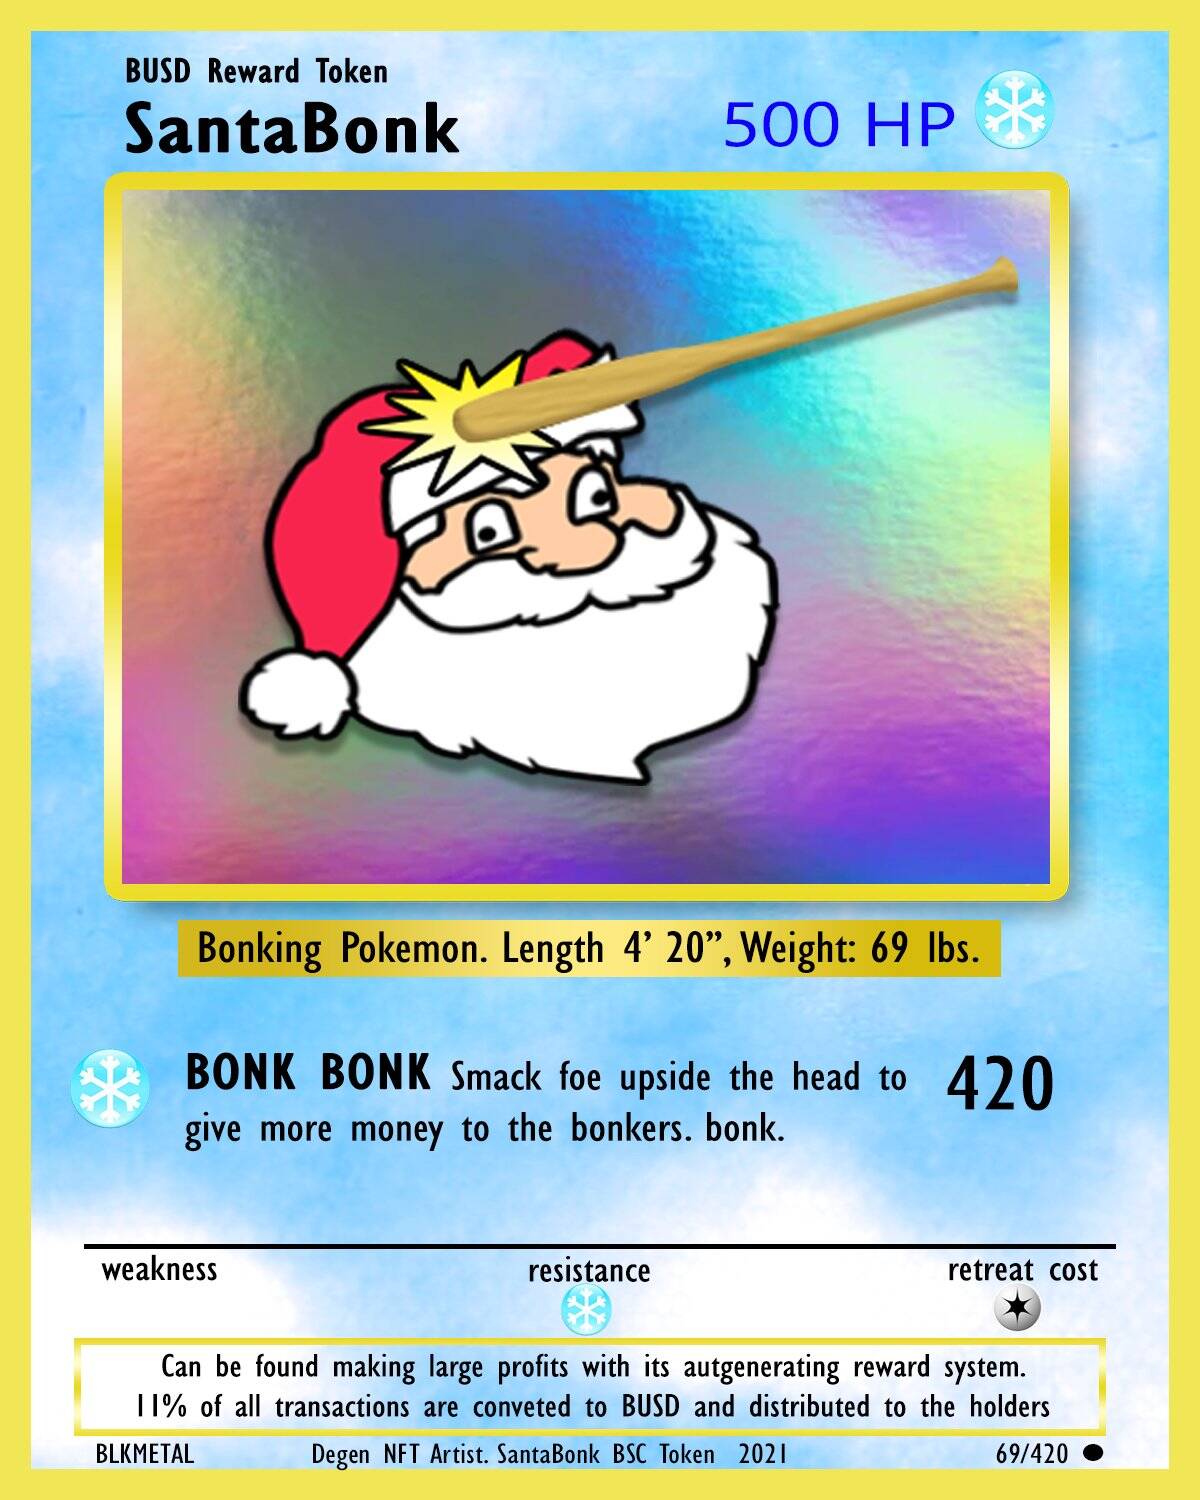 BUSD Reward Token
SantaBonk
500 HP
Bonking Pokemon. Length 4' 20”, Weight: 69 lbs.
BONK BONK Smack foe upside the head to
give more money to the bonkers. bonk.
420
weakness
resistance
retreat cost
Can be found making large profits with its autgenerating reward system.
11% of all transactions are conveted to BUSD and distributed to the holders
BLKMETAL
Degen NFT Artist. SantaBonk BSC Token 2021
69/420